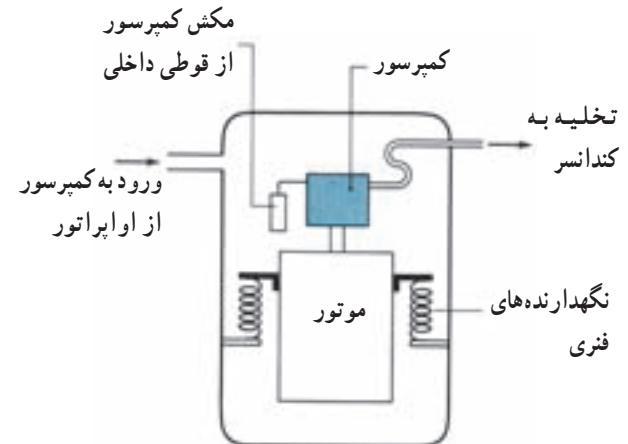 مکش کمپرسور
از قوطی داخلی
کمپرسور
تخلیه به
کندانسر
ورود به کمپرسور
از اواپراتور
موتور
نگهدارنده‌های
فنری